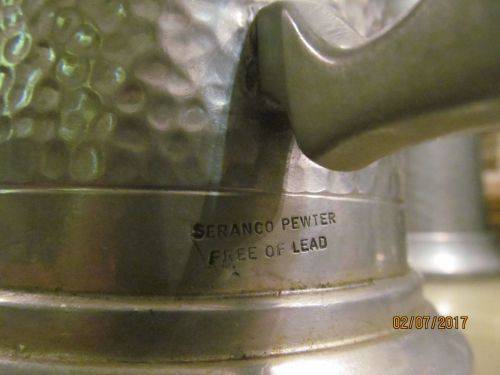 SERANCO PEWTER
FREE OF LEAD
02/07/2017